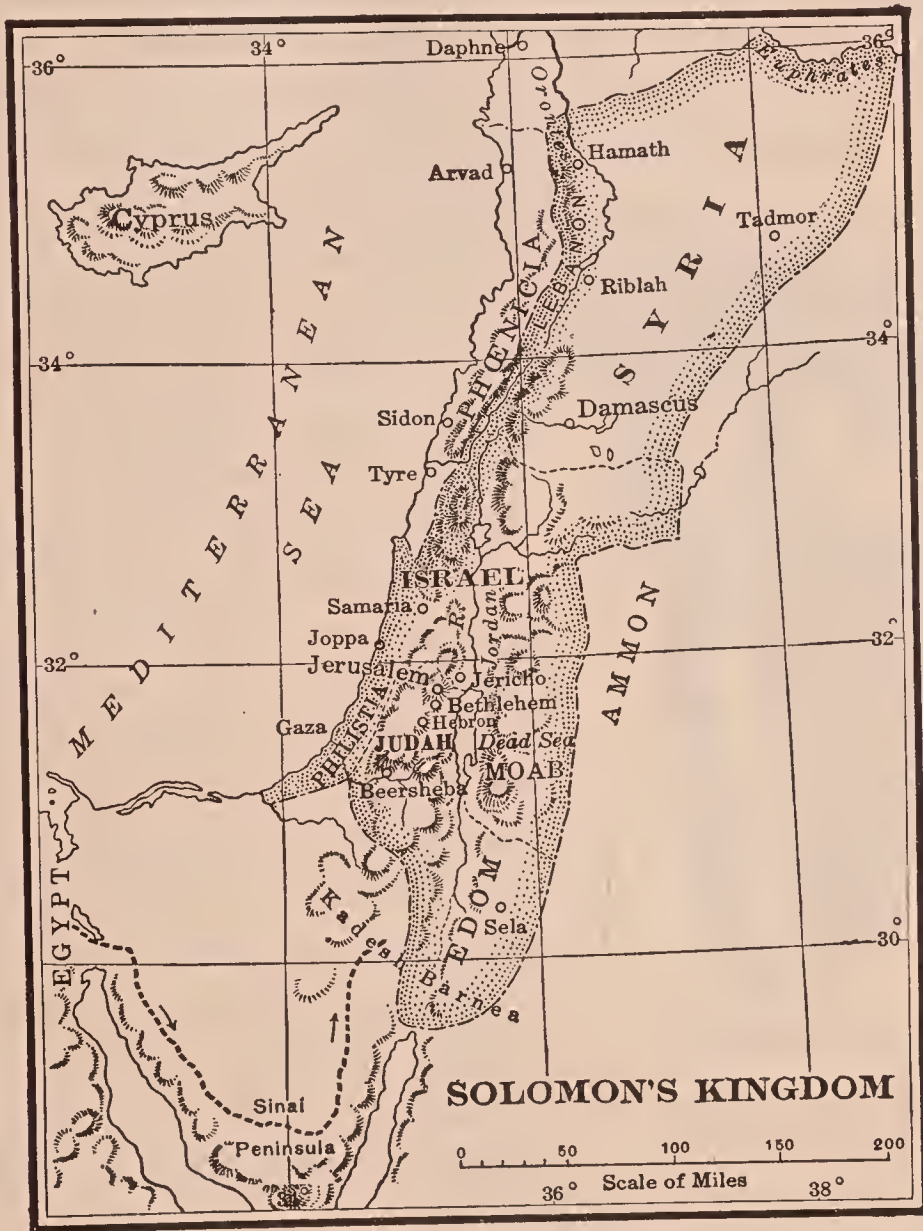 34°
36°
36°
Daphne
Euphrates
Orontes
Hamath
Arvad
Cyprus
Tadmor
SYRIA
LEBANON
Riblah
PHŒNICIA
34°
34°
MEDITERRANEAN
SEA
Sidon
Damascus
Tyre
ISRAEL
Samaria
R. Jordan
AMMON
Joppa
32°
32°
Jerusalem
Jericho
Bethlehem
Gaza
Hebron
PHILISTIA
JUDAH
Dead Sea
MOAB
Beersheba
EGYPT
Kadesh Barnea
EDOM
Sela
30°
SOLOMON'S KINGDOM
Sinai
Peninsula
0 50 100 150 200
Scale of Miles
36°
38°